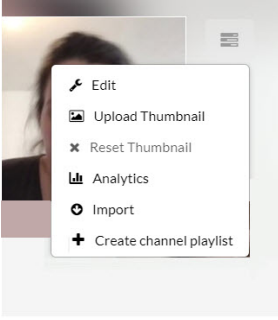 Edit
Upload Thumbnail
Reset Thumbnail
Analytics
Import
Create channel playlist